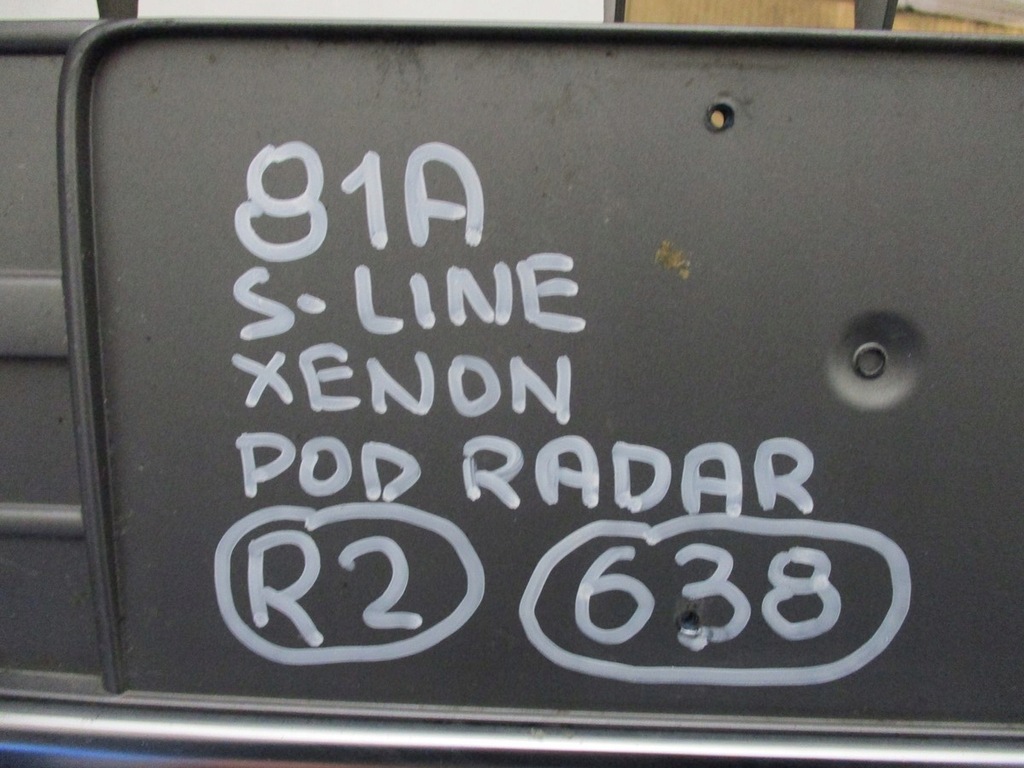 81A
S-LINE
XENON
POD RADAR
R2 638